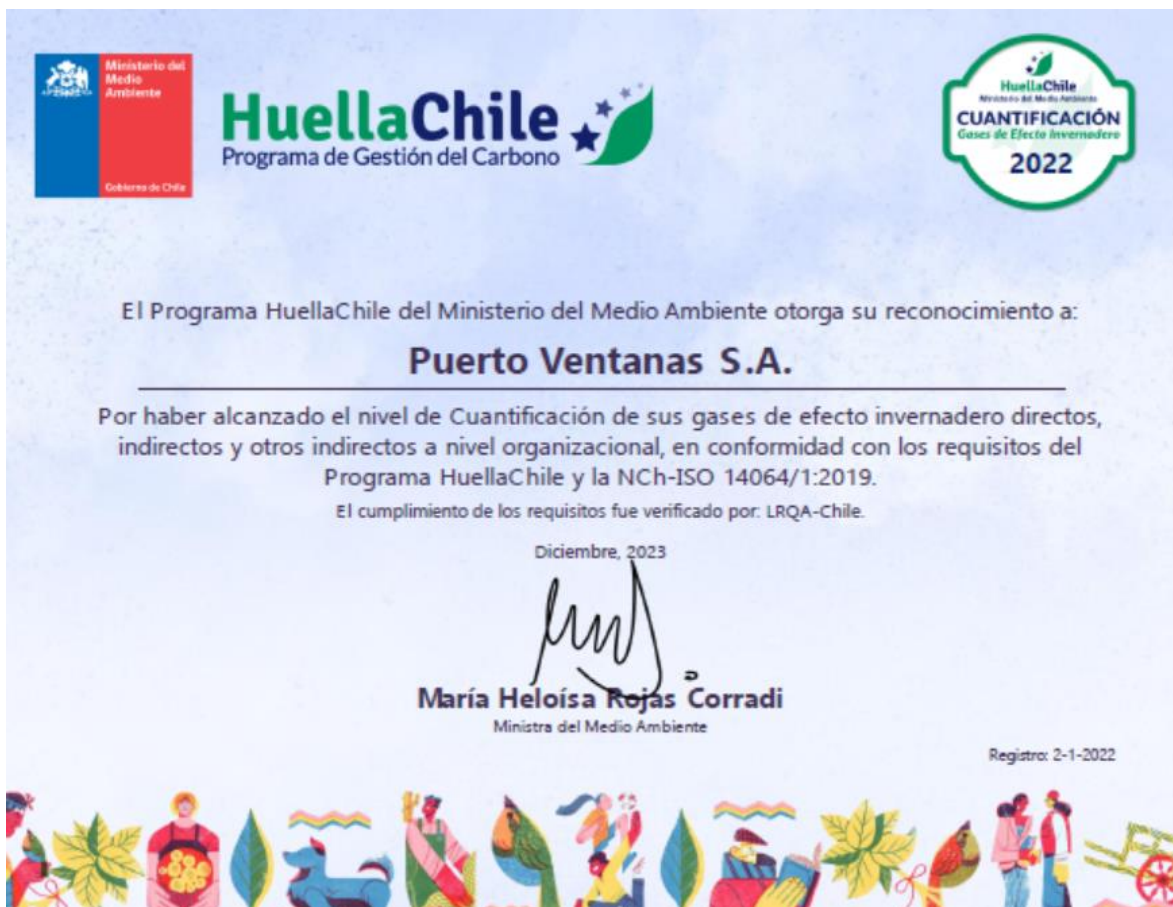 Ministerio del
Medio
Ambiente
Gobierno de Chile
HuellaChile
Programa de Gestión del Carbono
HuellaChile
Ministerio del Medio Ambiente
CUANTIFICACIÓN
Gases de Efecto Invernadero
2022
El Programa HuellaChile del Ministerio del Medio Ambiente otorga su reconocimiento a:
Puerto Ventanas S.A.
Por haber alcanzado el nivel de Cuantificación de sus gases de efecto invernadero directos,
indirectos y otros indirectos a nivel organizacional, en conformidad con los requisitos del
Programa HuellaChile y la NCh-ISO 14064/1:2019.
El cumplimiento de los requisitos fue verificado por: LRQA-Chile.
Diciembre, 2023
María Heloísa Rojas Corradi
Ministra del Medio Ambiente
Registro: 2-1-2022